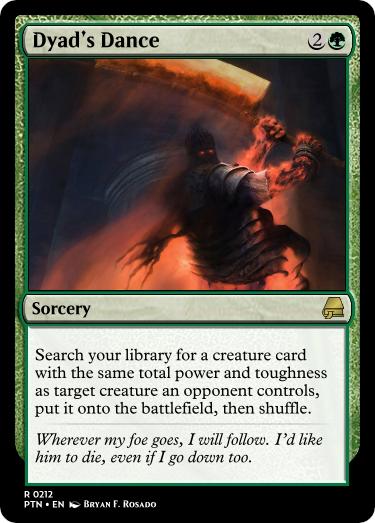 Dyad's Dance 2
Sorcery
Search your library for a creature card
with the same total power and toughness
as target creature an opponent controls,
put it onto the battlefield, then shuffle.
Wherever my foe goes, I will follow. I'd like
him to die, even if I go down too.
R 0212
PTN • EN Bryan F. Rosado